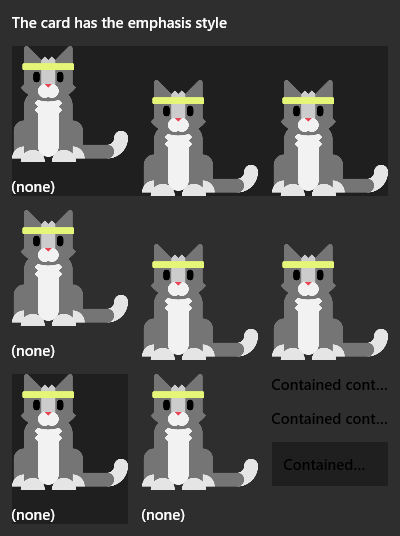 The card has the emphasis style
(none)
(none)
Contained cont...
Contained cont...
Contained...
(none)
(none)